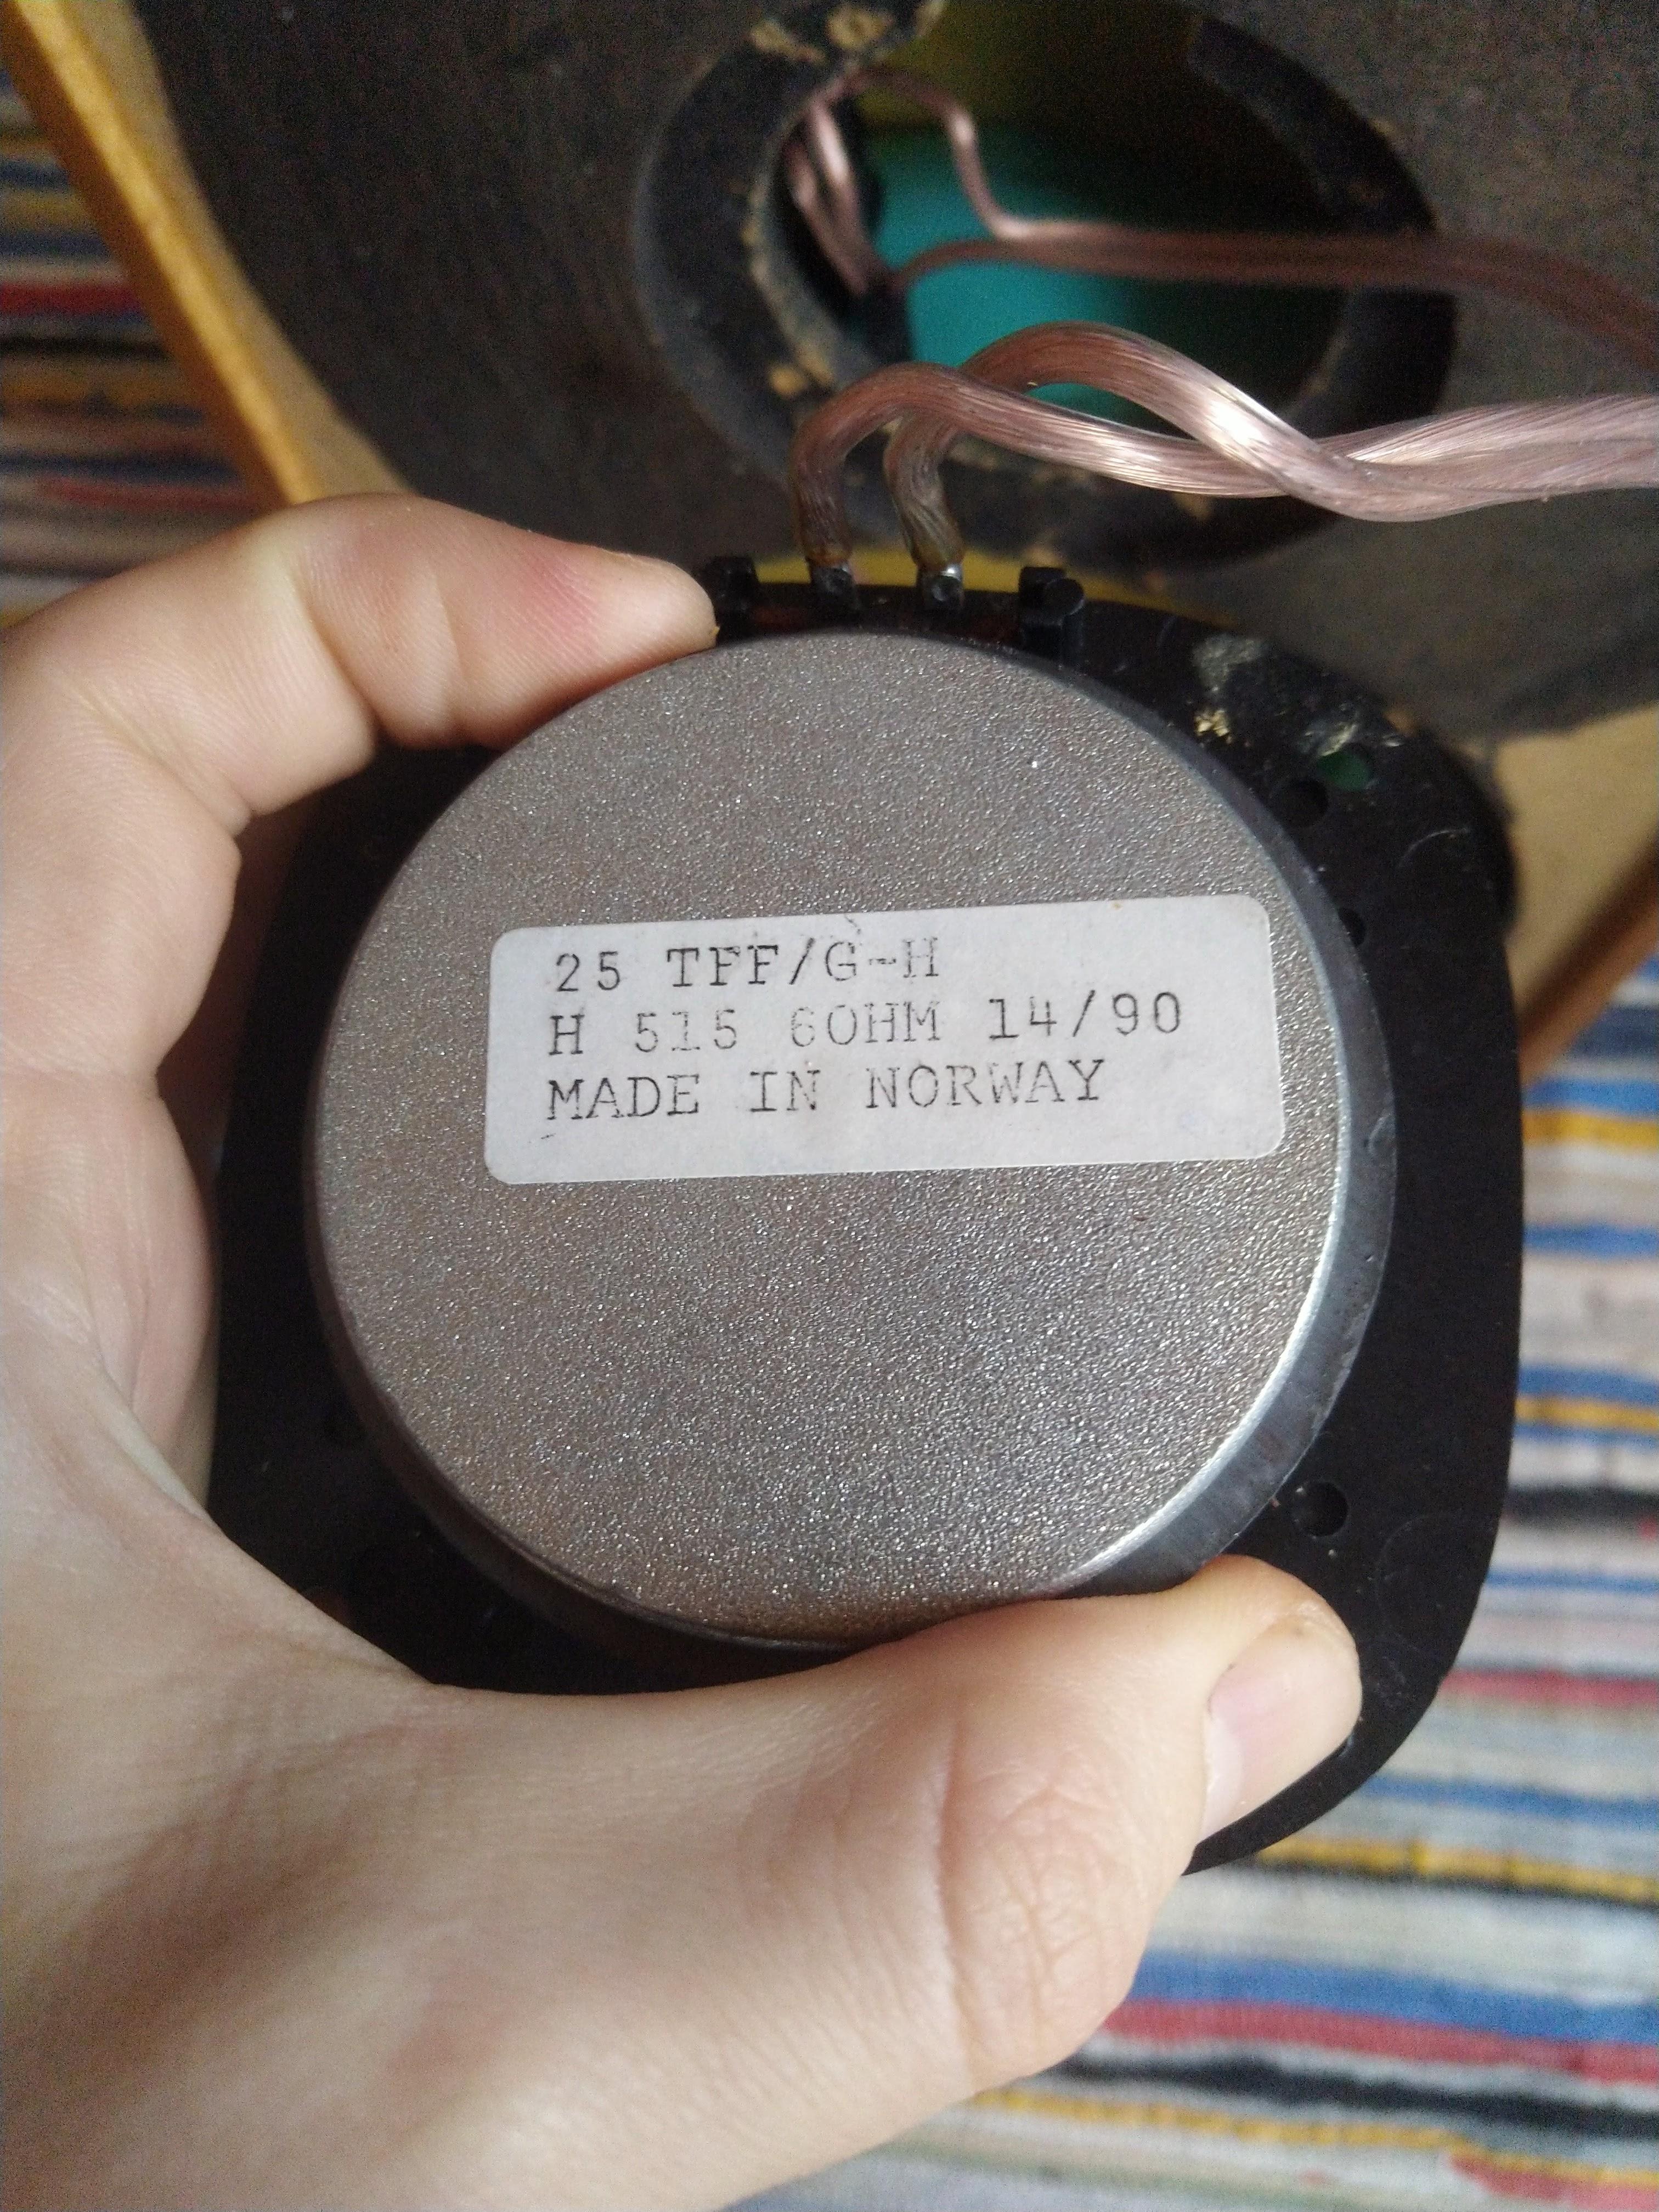 25 TFF/G-H
H 515 6OHM 14/90
MADE IN NORWAY